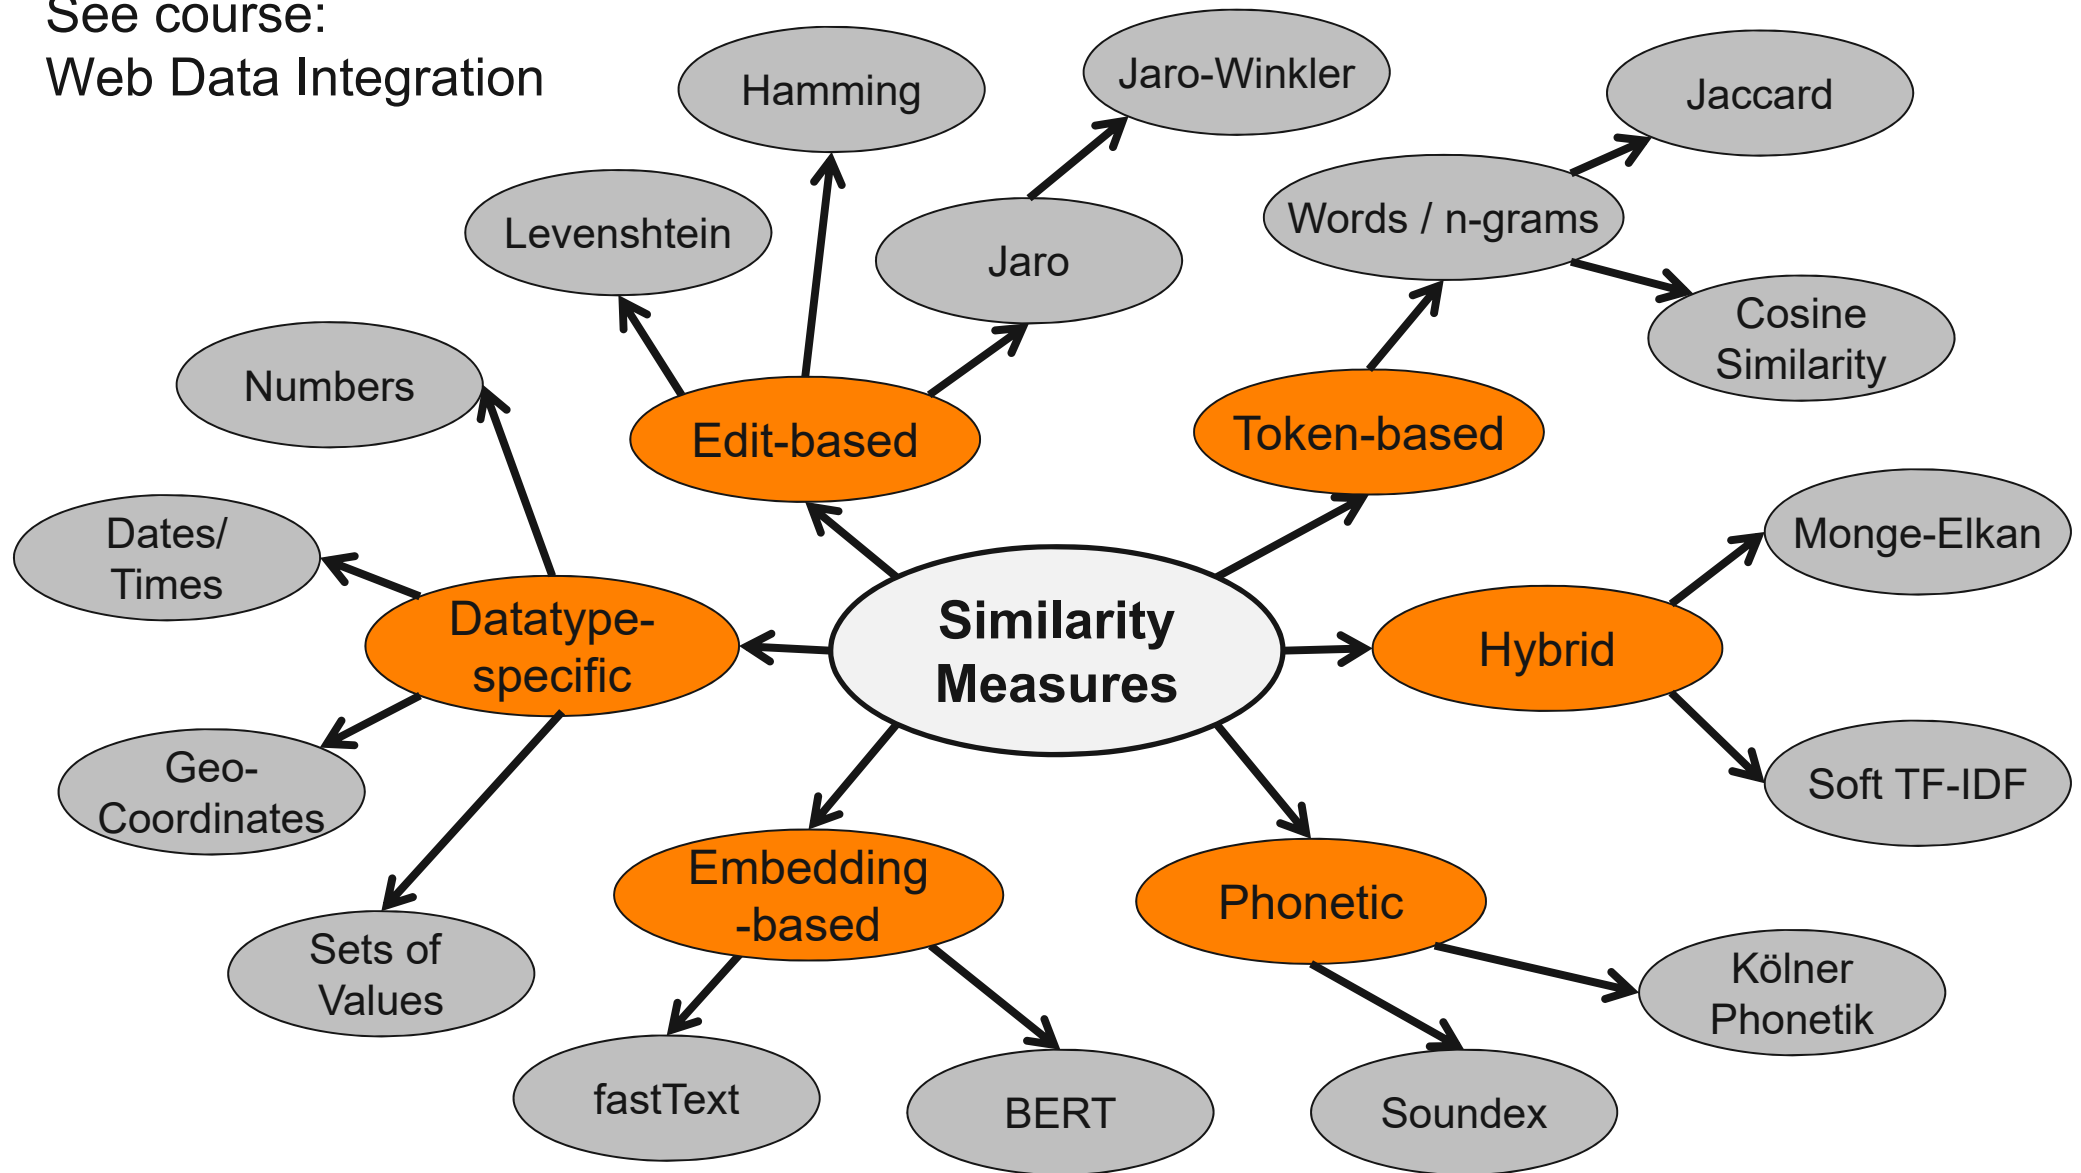 See course:
Web Data Integration
Hamming
Jaro-Winkler
Jaccard
Levenshtein
Jaro
Words / n-grams
Cosine
Similarity
Numbers
Edit-based
Token-based
Dates/
Times
Monge-Elkan
Datatype-
specific
Similarity
Measures
Hybrid
Geo-
Coordinates
Soft TF-IDF
Embedding
-based
Phonetic
Sets of
Values
Kölner
Phonetik
fastText
BERT
Soundex